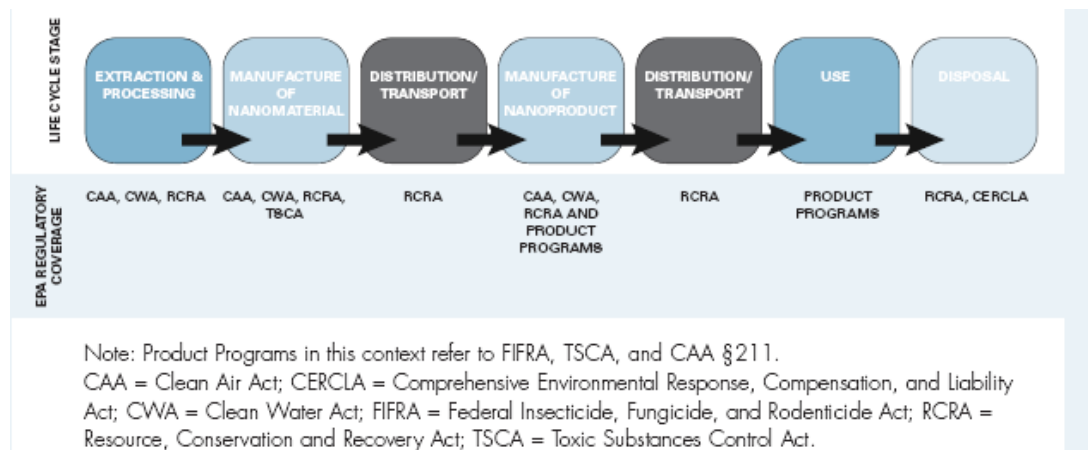 LIFE CYCLE STAGE
EXTRACTION &
PROCESSING
MANUFACTURE
OF
NANOMATERIAL
DISTRIBUTION/
TRANSPORT
MANUFACTURE
OF
NANOPRODUCT
DISTRIBUTION/
TRANSPORT
USE
DISPOSAL
EPA REGULATORY
COVERAGE
CAA, CWA, RCRA
CAA, CWA, RCRA,
TSCA
RCRA
CAA, CWA,
RCRA AND
PRODUCT
PROGRAMS
RCRA
PRODUCT
PROGRAMS
RCRA, CERCLA
Note: Product Programs in this context refer to FIFRA, TSCA, and CAA §211.
CAA = Clean Air Act; CERCLA = Comprehensive Environmental Response, Compensation, and Liability
Act; CWA = Clean Water Act; FIFRA = Federal Insecticide, Fungicide, and Rodenticide Act; RCRA =
Resource, Conservation and Recovery Act; TSCA = Toxic Substances Control Act.